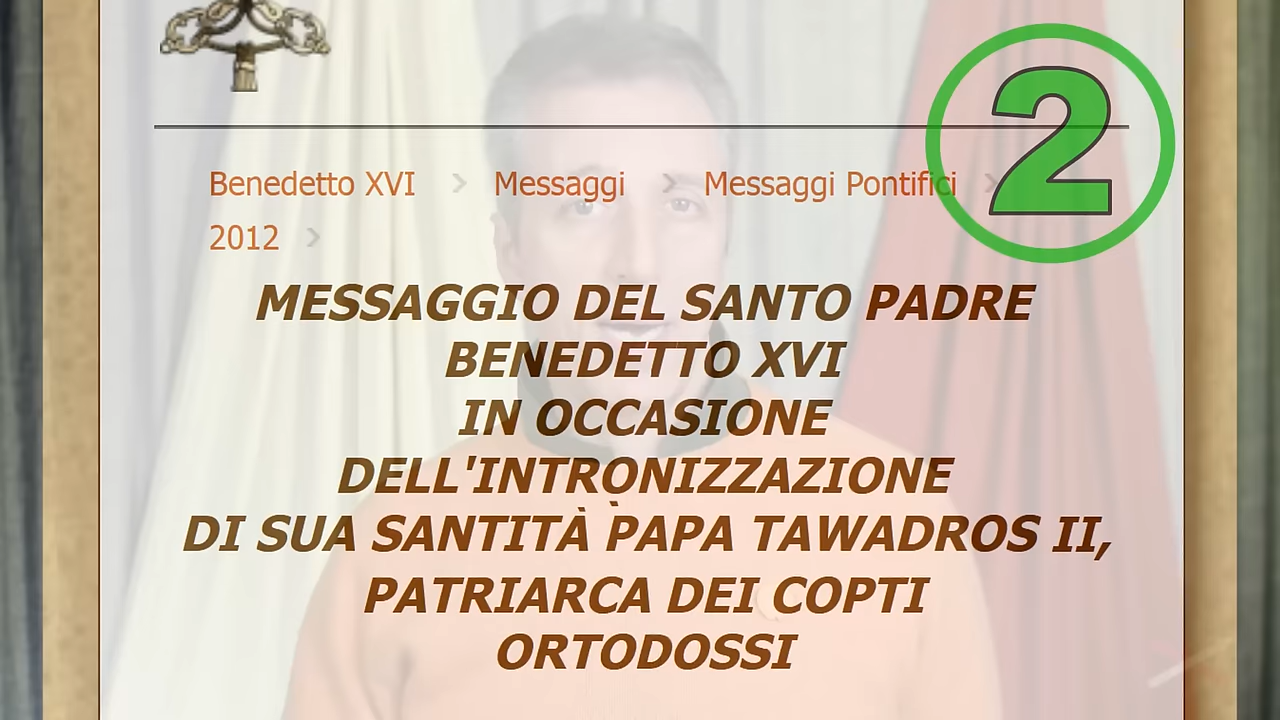 2
Benedetto XVI > Messaggi > Messaggi Pontifici >
2012 >
MESSAGGIO DEL SANTO PADRE
BENEDETTO XVI
IN OCCASIONE
DELL'INTRONIZZAZIONE
DI SUA SANTITÀ PAPA TAWADROS II,
PATRIARCA DEI COPTI
ORTODOSSI